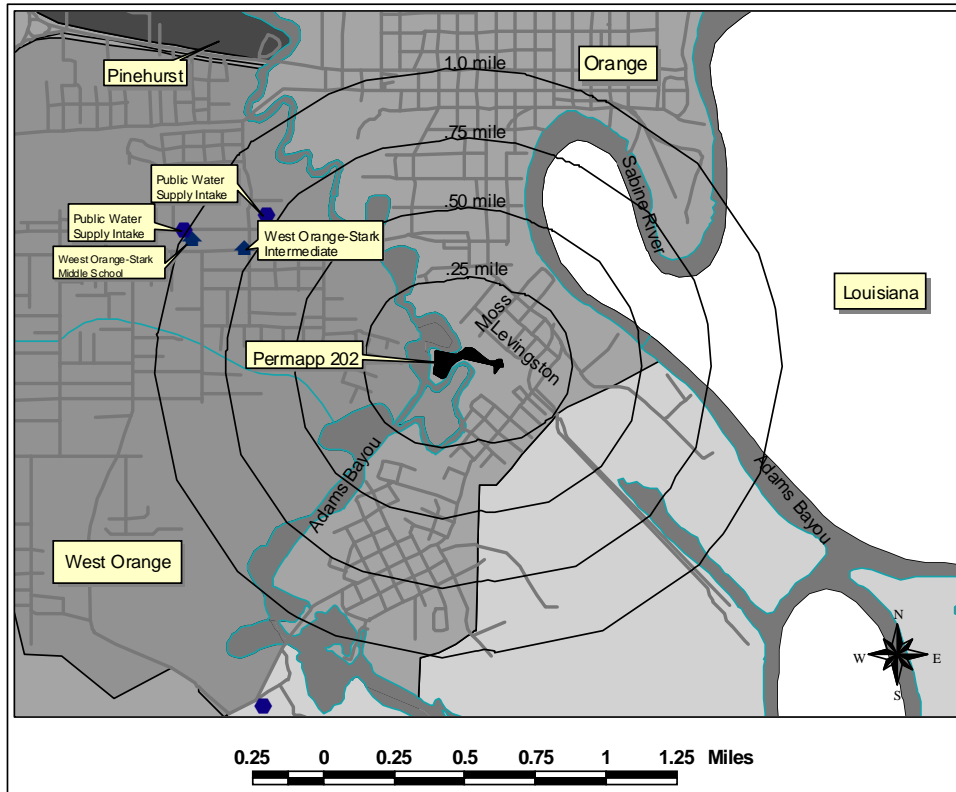 Pinehurst
1.0 mile
Orange
.75 mile
Sabine River
Public Water
Supply Intake
.50 mile
Public Water
Supply Intake
West Orange-Stark
Intermediate
Weest Orange-Stark
Middle School
.25 mile
Louisiana
Moss
Levingston
Permapp 202
Adams Bayou
Adams Bayou
West Orange
N
W
E
S
0.25 0 0.25 0.5 0.75 1 1.25 Miles